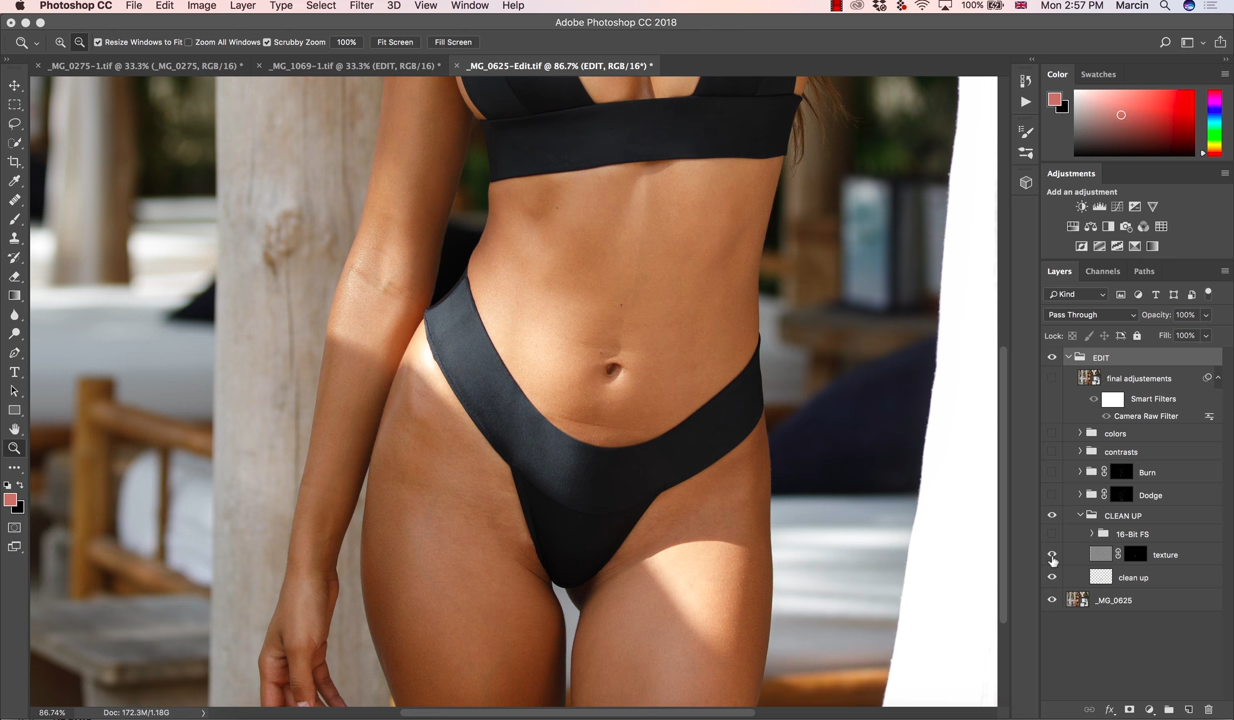 Photoshop CC File Edit Image Layer Type Select Filter 3D View Window Help 100% Mon 2:57 PM Marcin
Adobe Photoshop CC 2018
Resize Windows to Fit Zoom All Windows Scrubby Zoom 100% Fit Screen Fill Screen
_MG_0275-1.tif @ 33.3% (_MG_0275, RGB/16) * _MG_1069-1.tif @ 33.3% (EDIT, RGB/16) * _MG_0625-Edit.tif @ 86.7% (EDIT, RGB/16*) *
Color Swatches
Adjustments
Add an adjustment
Layers Channels Paths
Kind
Pass Through Opacity: 100%
Lock: Fill: 100%
EDIT
final adjustements
Smart Filters
Camera Raw Filter
colors
contrasts
Burn
Dodge
CLEAN UP
16-Bit FS
texture
clean up
_MG_0625
86.74% Doc: 172.3M/1.18G